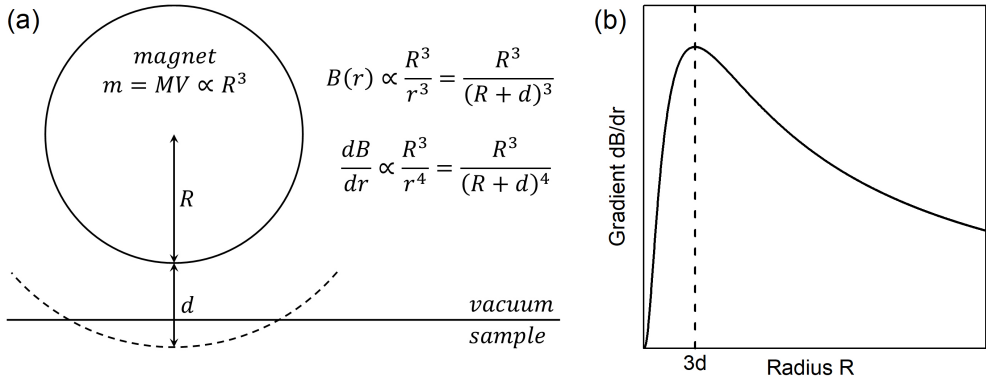 (a)
magnet
m = MV ∝ R³
B(r) ∝ R³/r³ = R³/(R + d)³
dB/dr ∝ R³/r⁴ = R³/(R + d)⁴
R
d
vacuum
sample
(b)
Gradient dB/dr
3d
Radius R